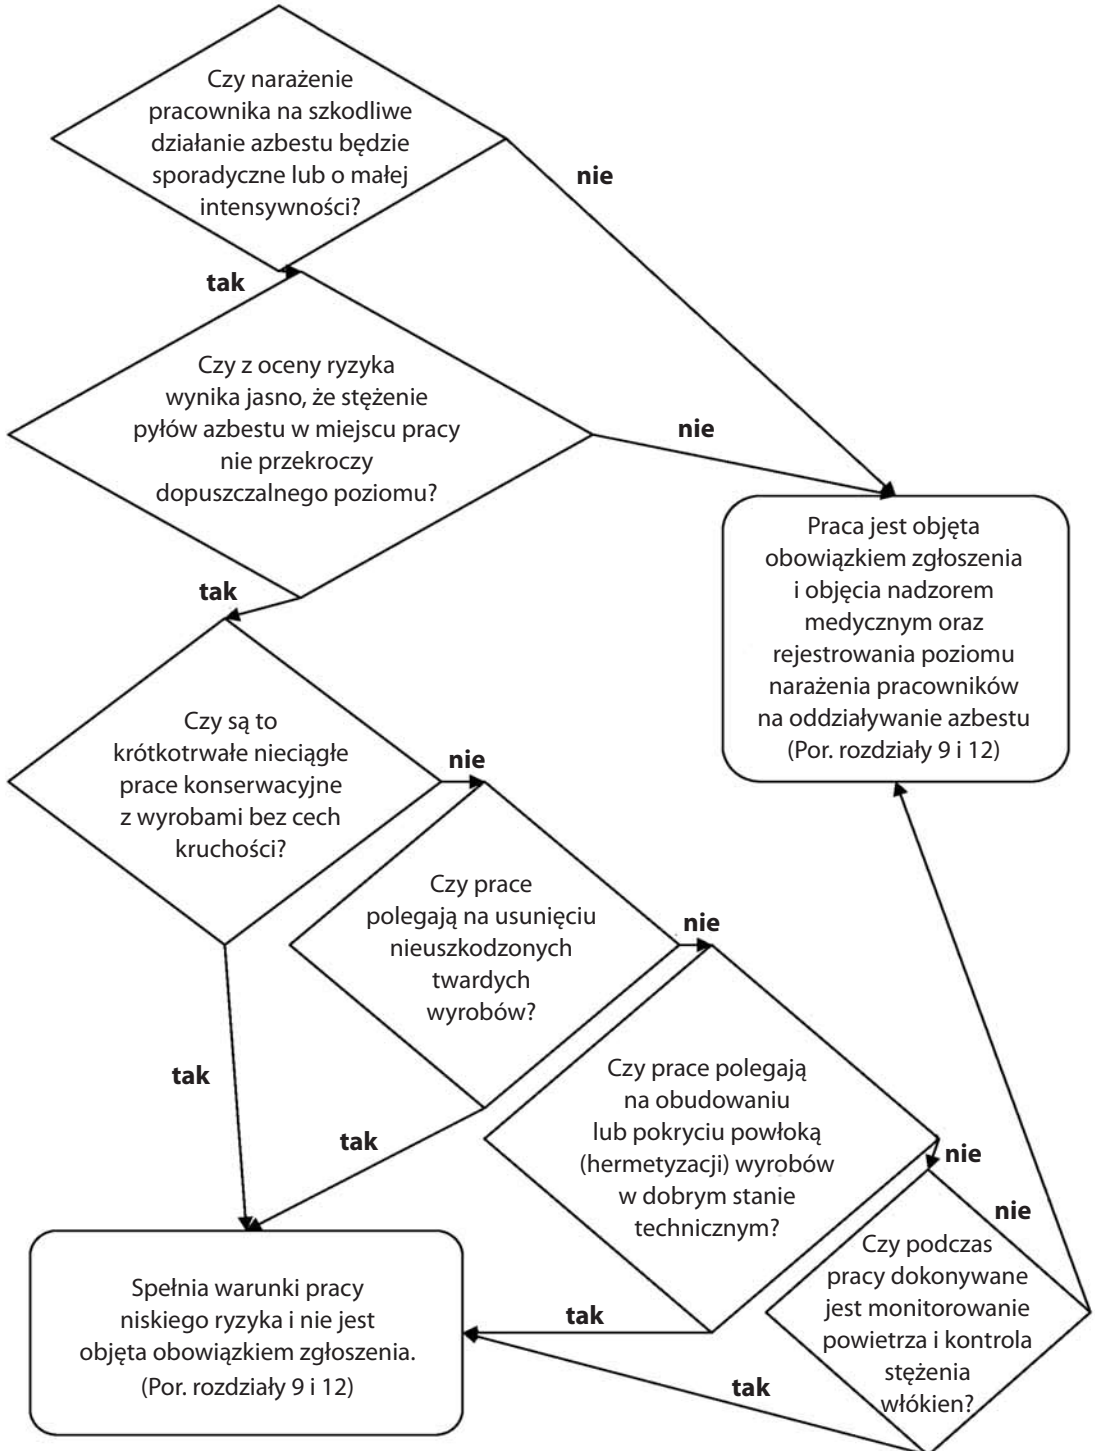 Czy narażenie
pracownika na szkodliwe
działanie azbestu będzie
sporadyczne lub o małej
intensywności?
nie
tak
Czy z oceny ryzyka
wynika jasno, że stężenie
pyłów azbestu w miejscu pracy
nie przekroczy
dopuszczalnego poziomu?
nie
tak
Praca jest objęta
obowiązkiem zgłoszenia
i objęcia nadzorem
medycznym oraz
rejestrowania poziomu
narażenia pracowników
na oddziaływanie azbestu
(Por. rozdziały 9 i 12)
Czy są to
krótkotrwałe nieciągłe
prace konserwacyjne
z wyrobami bez cech
kruchości?
nie
tak
Czy prace
polegają na usunięciu
nieuszkodzonych
twardych
wyrobów?
nie
tak
Czy prace polegają
na obudowaniu
lub pokryciu powłoką
(hermetyzacji) wyrobów
w dobrym stanie
technicznym?
nie
tak
Czy podczas
pracy dokonywane
jest monitorowanie
powietrza i kontrola
stężenia
włókien?
nie
tak
Spełnia warunki pracy
niskiego ryzyka i nie jest
objęta obowiązkiem zgłoszenia.
(Por. rozdziały 9 i 12)